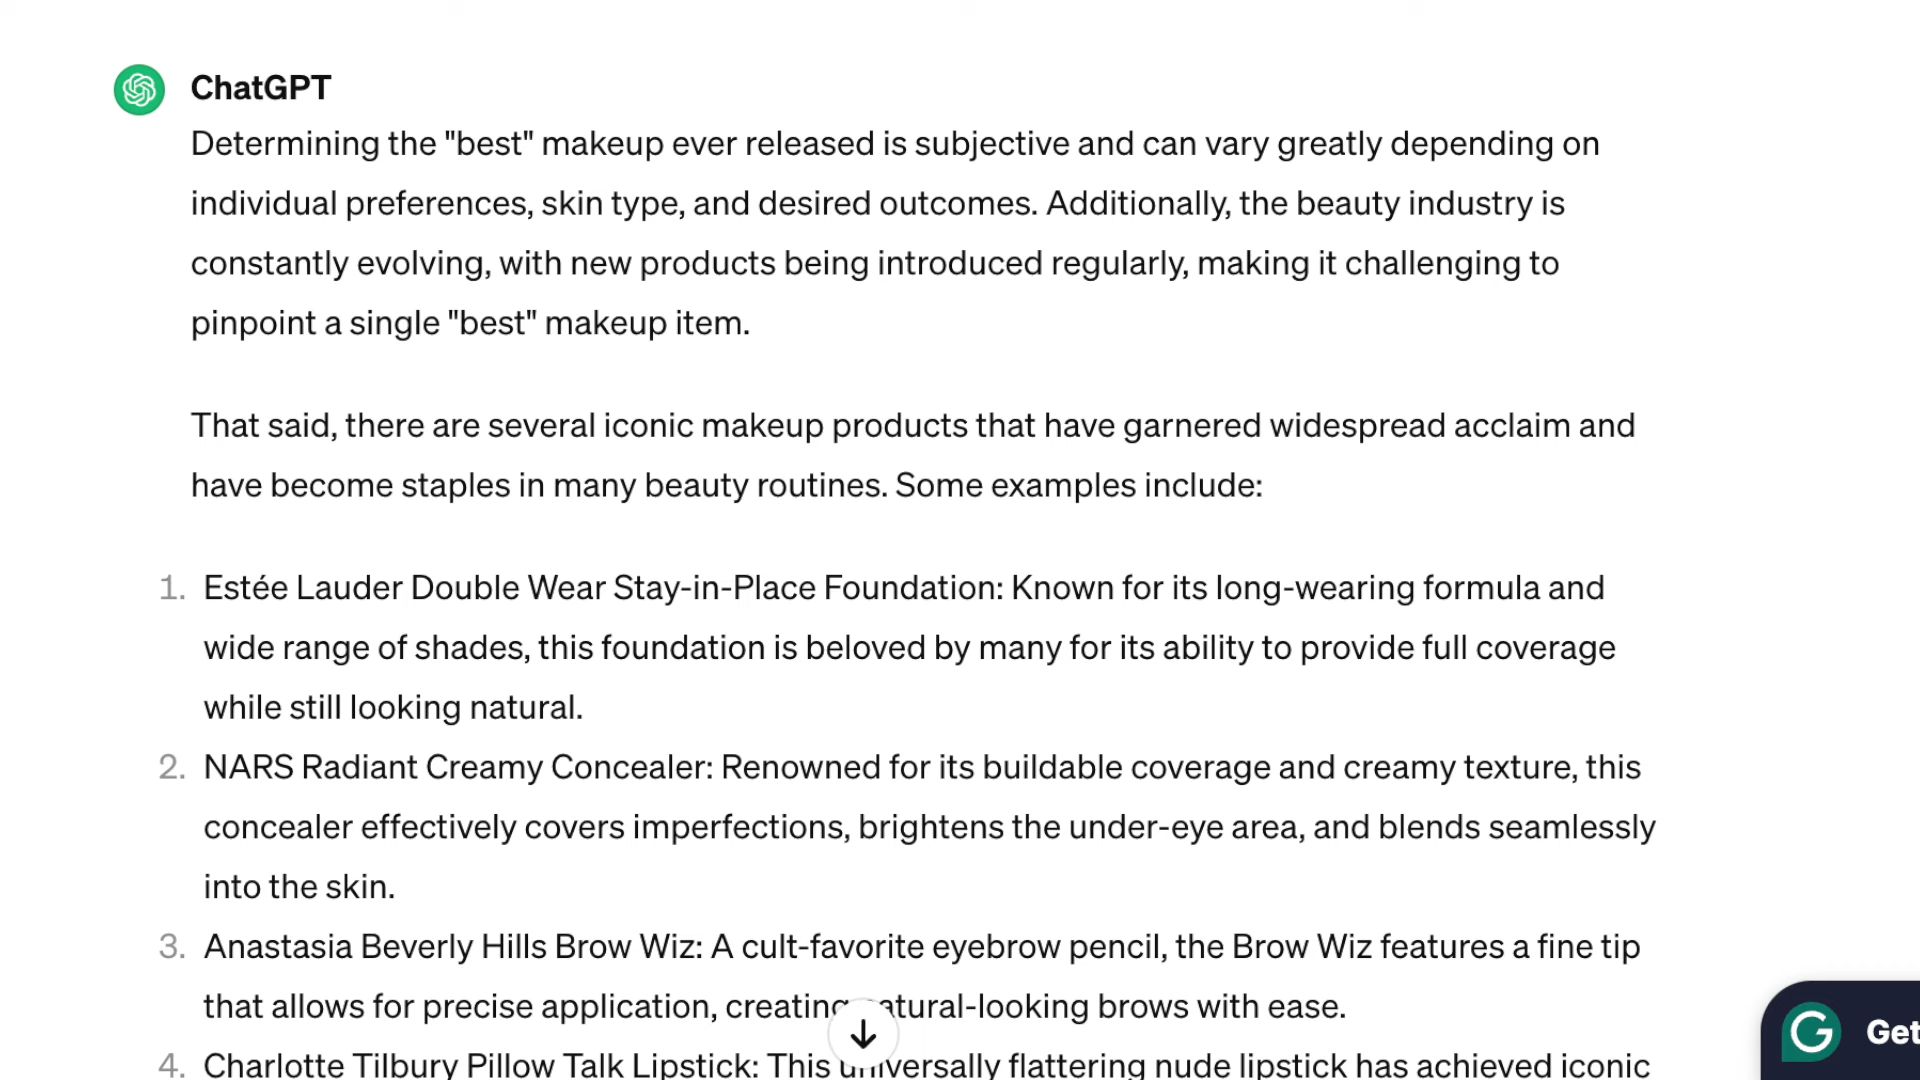 ChatGPT
Determining the "best" makeup ever released is subjective and can vary greatly depending on
individual preferences, skin type, and desired outcomes. Additionally, the beauty industry is
constantly evolving, with new products being introduced regularly, making it challenging to
pinpoint a single "best" makeup item.
That said, there are several iconic makeup products that have garnered widespread acclaim and
have become staples in many beauty routines. Some examples include:
1. Estée Lauder Double Wear Stay-in-Place Foundation: Known for its long-wearing formula and
wide range of shades, this foundation is beloved by many for its ability to provide full coverage
while still looking natural.
2. NARS Radiant Creamy Concealer: Renowned for its buildable coverage and creamy texture, this
concealer effectively covers imperfections, brightens the under-eye area, and blends seamlessly
into the skin.
3. Anastasia Beverly Hills Brow Wiz: A cult-favorite eyebrow pencil, the Brow Wiz features a fine tip
that allows for precise application, creating natural-looking brows with ease.
4. Charlotte Tilbury Pillow Talk Lipstick: This universally flattering nude lipstick has achieved iconic
Get